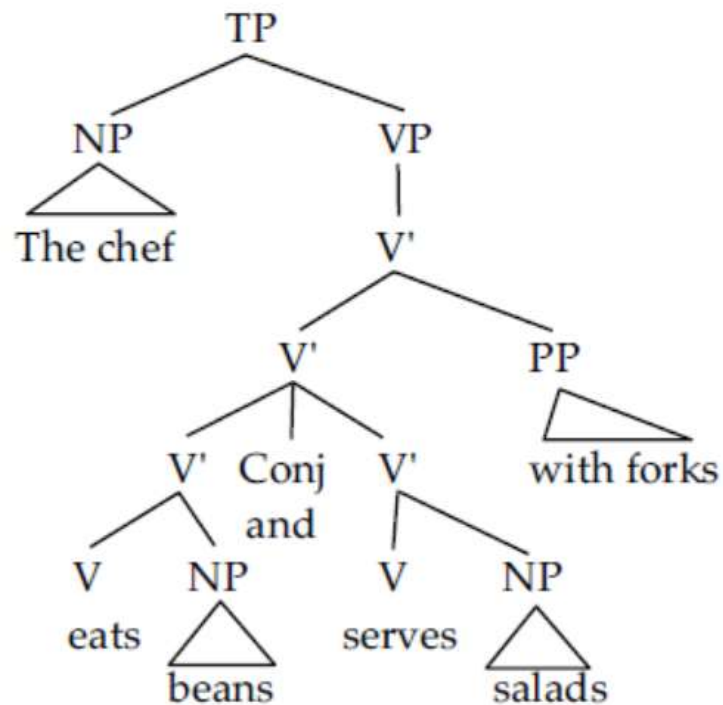 TP
NP VP
The chef V'
V' PP
V' Conj V' with forks
and
V NP V NP
eats serves
beans salads